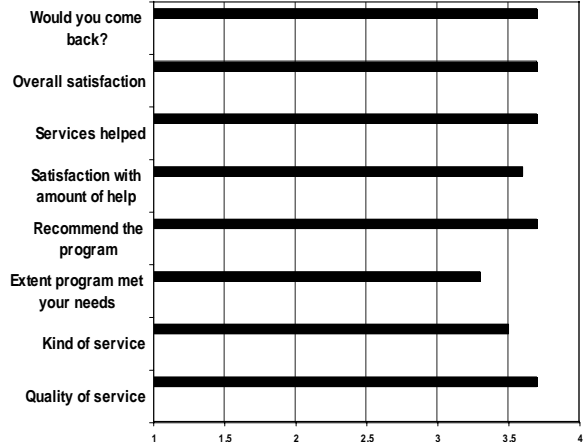 Would you come
back?
Overall satisfaction
Services helped
Satisfaction with
amount of help
Recommend the
program
Extent program met
your needs
Kind of service
Quality of service
1 1.5 2 2.5 3 3.5 4